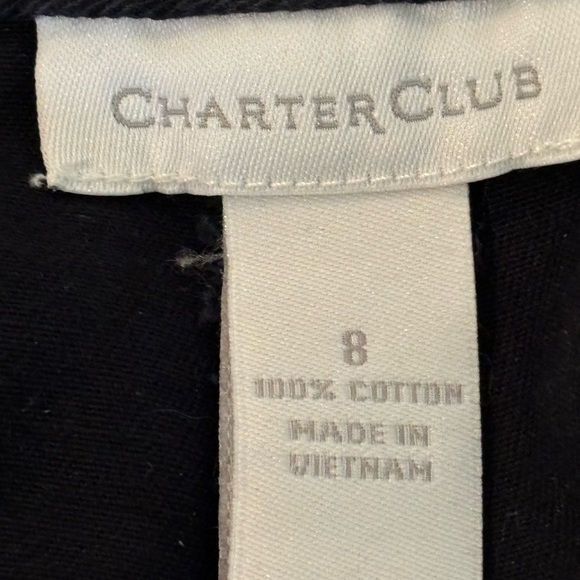 CHARTER CLUB
8
100% COTTON
MADE IN
VIETNAM